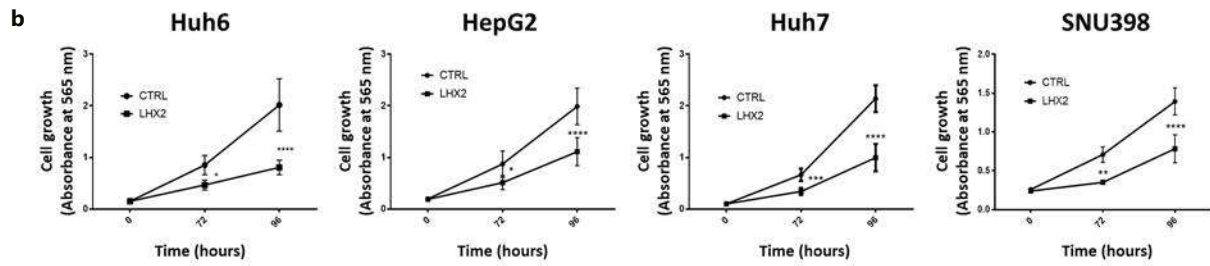 b
Huh6
HepG2
Huh7
SNU398
Cell growth
(Absorbance at 565 nm)
3
2
1
0
CTRL
LHX2
*
****
0
72
96
Time (hours)
Cell growth
(Absorbance at 565 nm)
3
2
1
0
CTRL
LHX2
*
****
0
72
96
Time (hours)
Cell growth
(Absorbance at 565 nm)
3
2
1
0
CTRL
LHX2
***
****
0
72
96
Time (hours)
Cell growth
(Absorbance at 565 nm)
2.0
1.5
1.0
0.5
0.0
CTRL
LHX2
**
****
0
72
96
Time (hours)